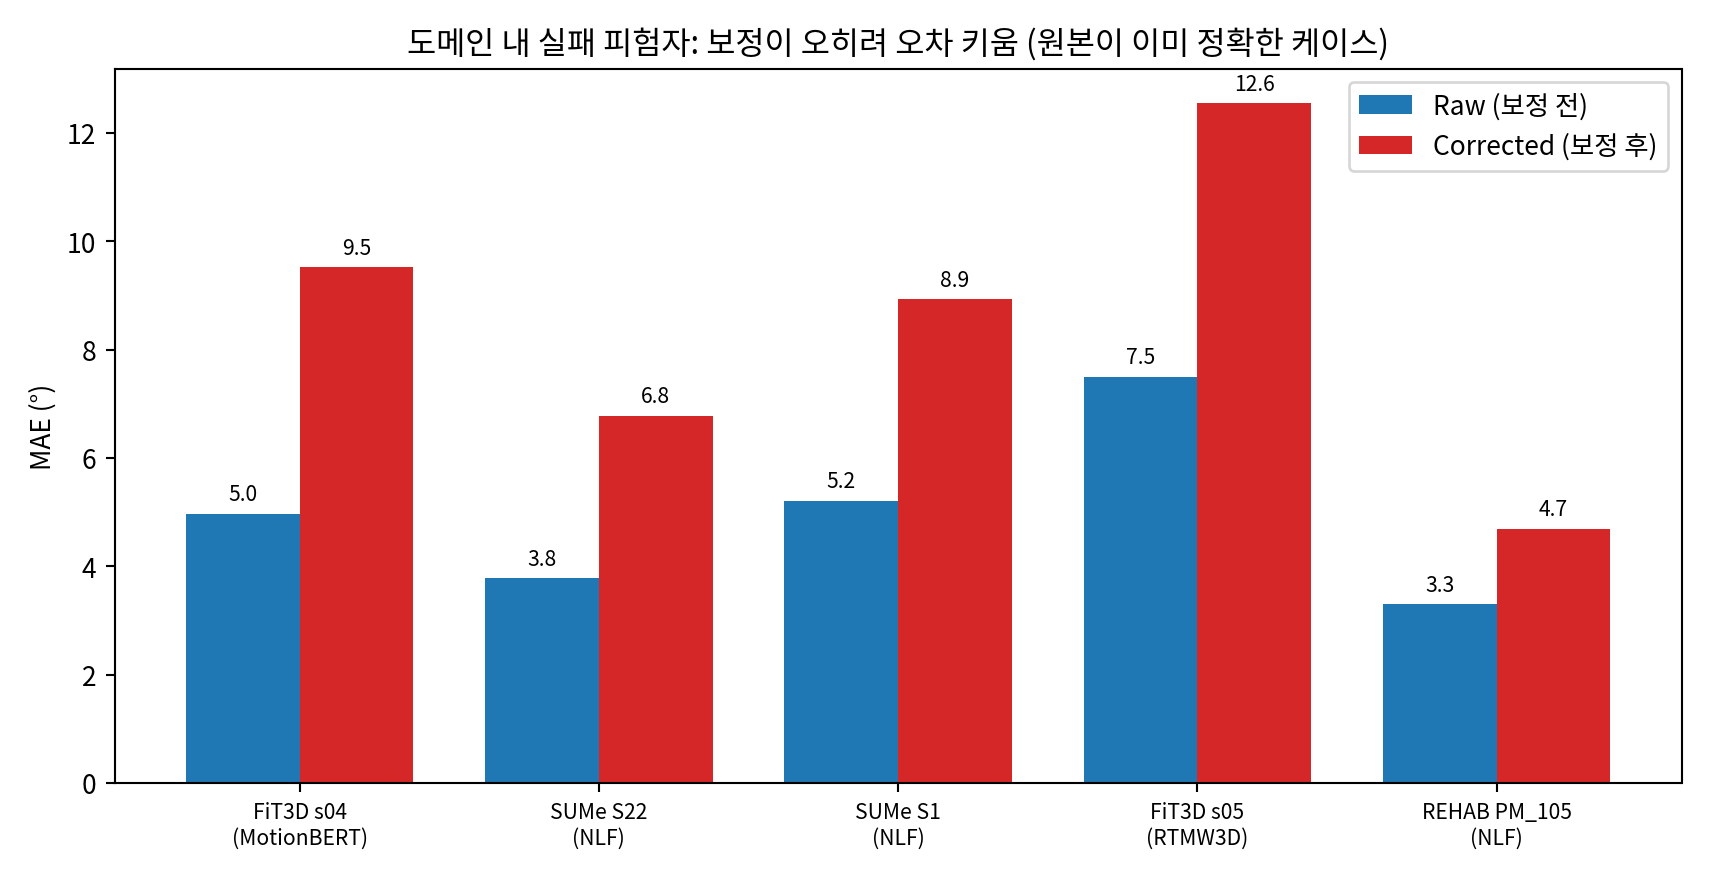 도메인 내 실패 피험자: 보정이 오히려 오차 키움 (원본이 이미 정확한 케이스)
Raw (보정 전)
Corrected (보정 후)
MAE (°)
12
10
8
6
4
2
0
5.0
9.5
3.8
6.8
5.2
8.9
7.5
12.6
3.3
4.7
FiT3D s04
(MotionBERT)
SUMe S22
(NLF)
SUMe S1
(NLF)
FiT3D s05
(RTMW3D)
REHAB PM_105
(NLF)